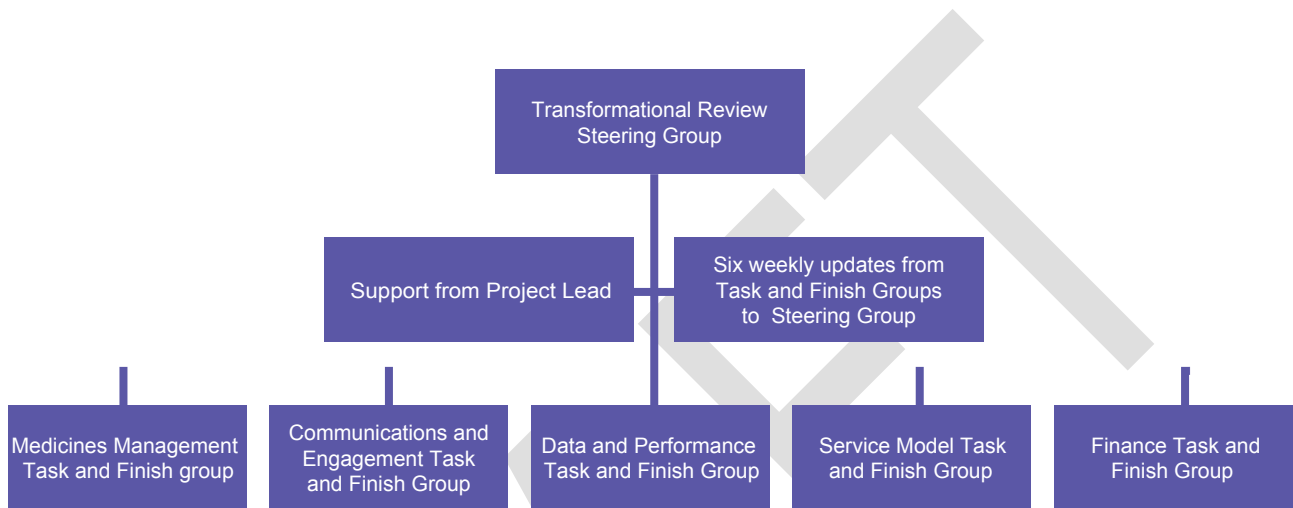 Transformational Review
Steering Group
Support from Project Lead
Six weekly updates from
Task and Finish Groups
to Steering Group
Medicines Management
Task and Finish group
Communications and
Engagement Task
and Finish Group
Data and Performance
Task and Finish Group
Service Model Task
and Finish Group
Finance Task and
Finish Group